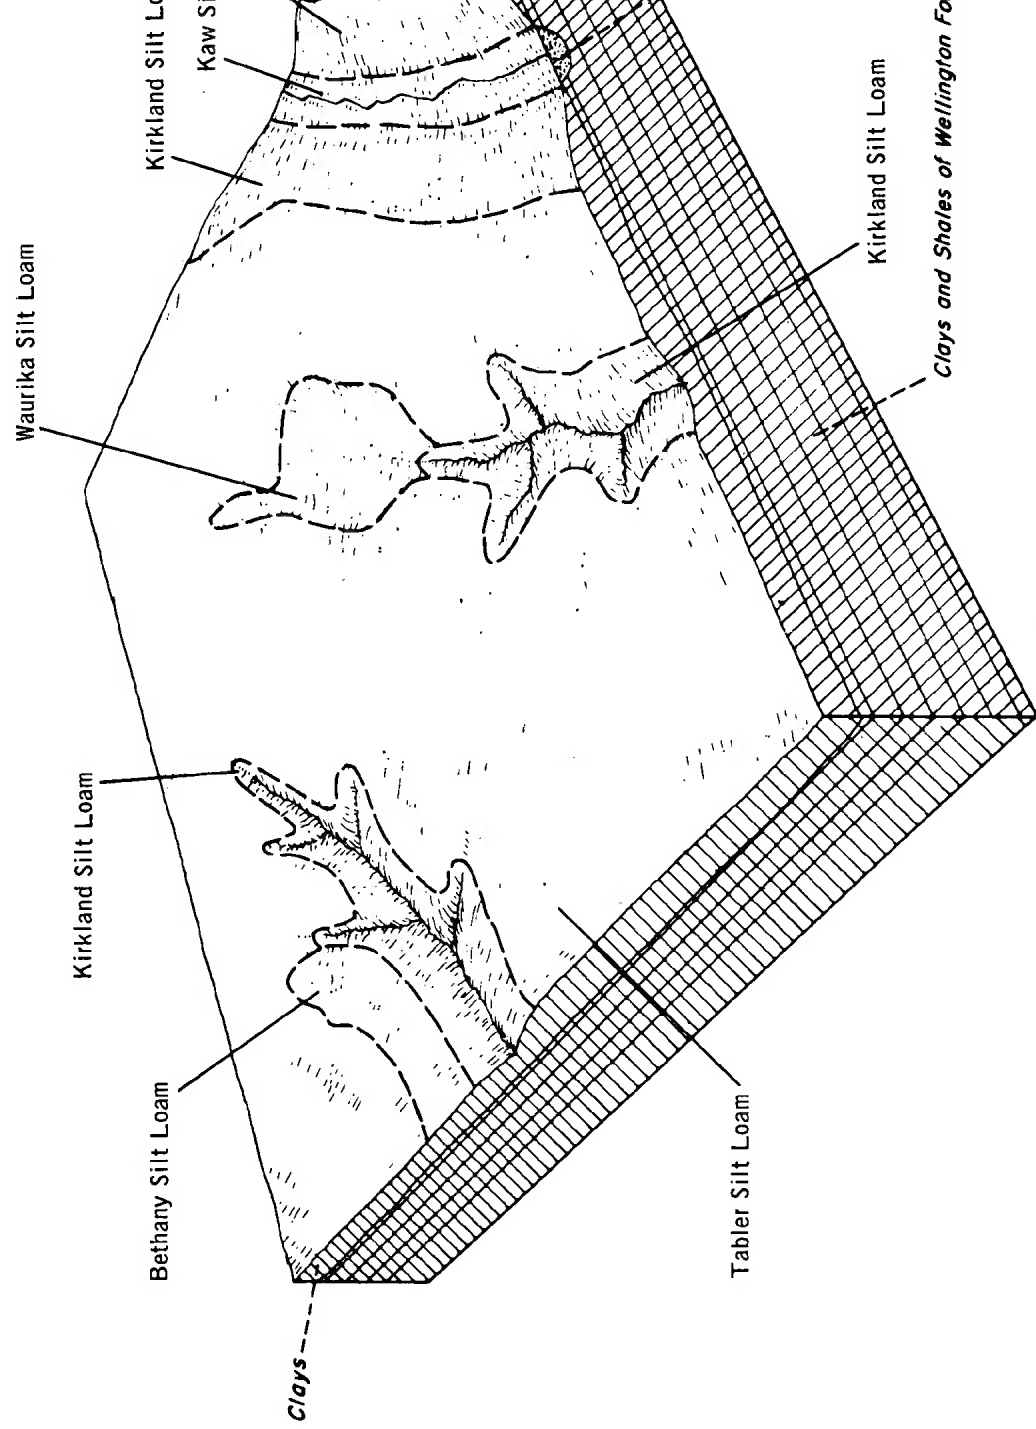 Waurika Silt Loam
Kirkland Silt Loam
Bethany Silt Loam
Kirkland Silt
Kaw
Clays
Tabler Silt Loam
Kirkland Silt Loam
Clays and Shales of Wellington